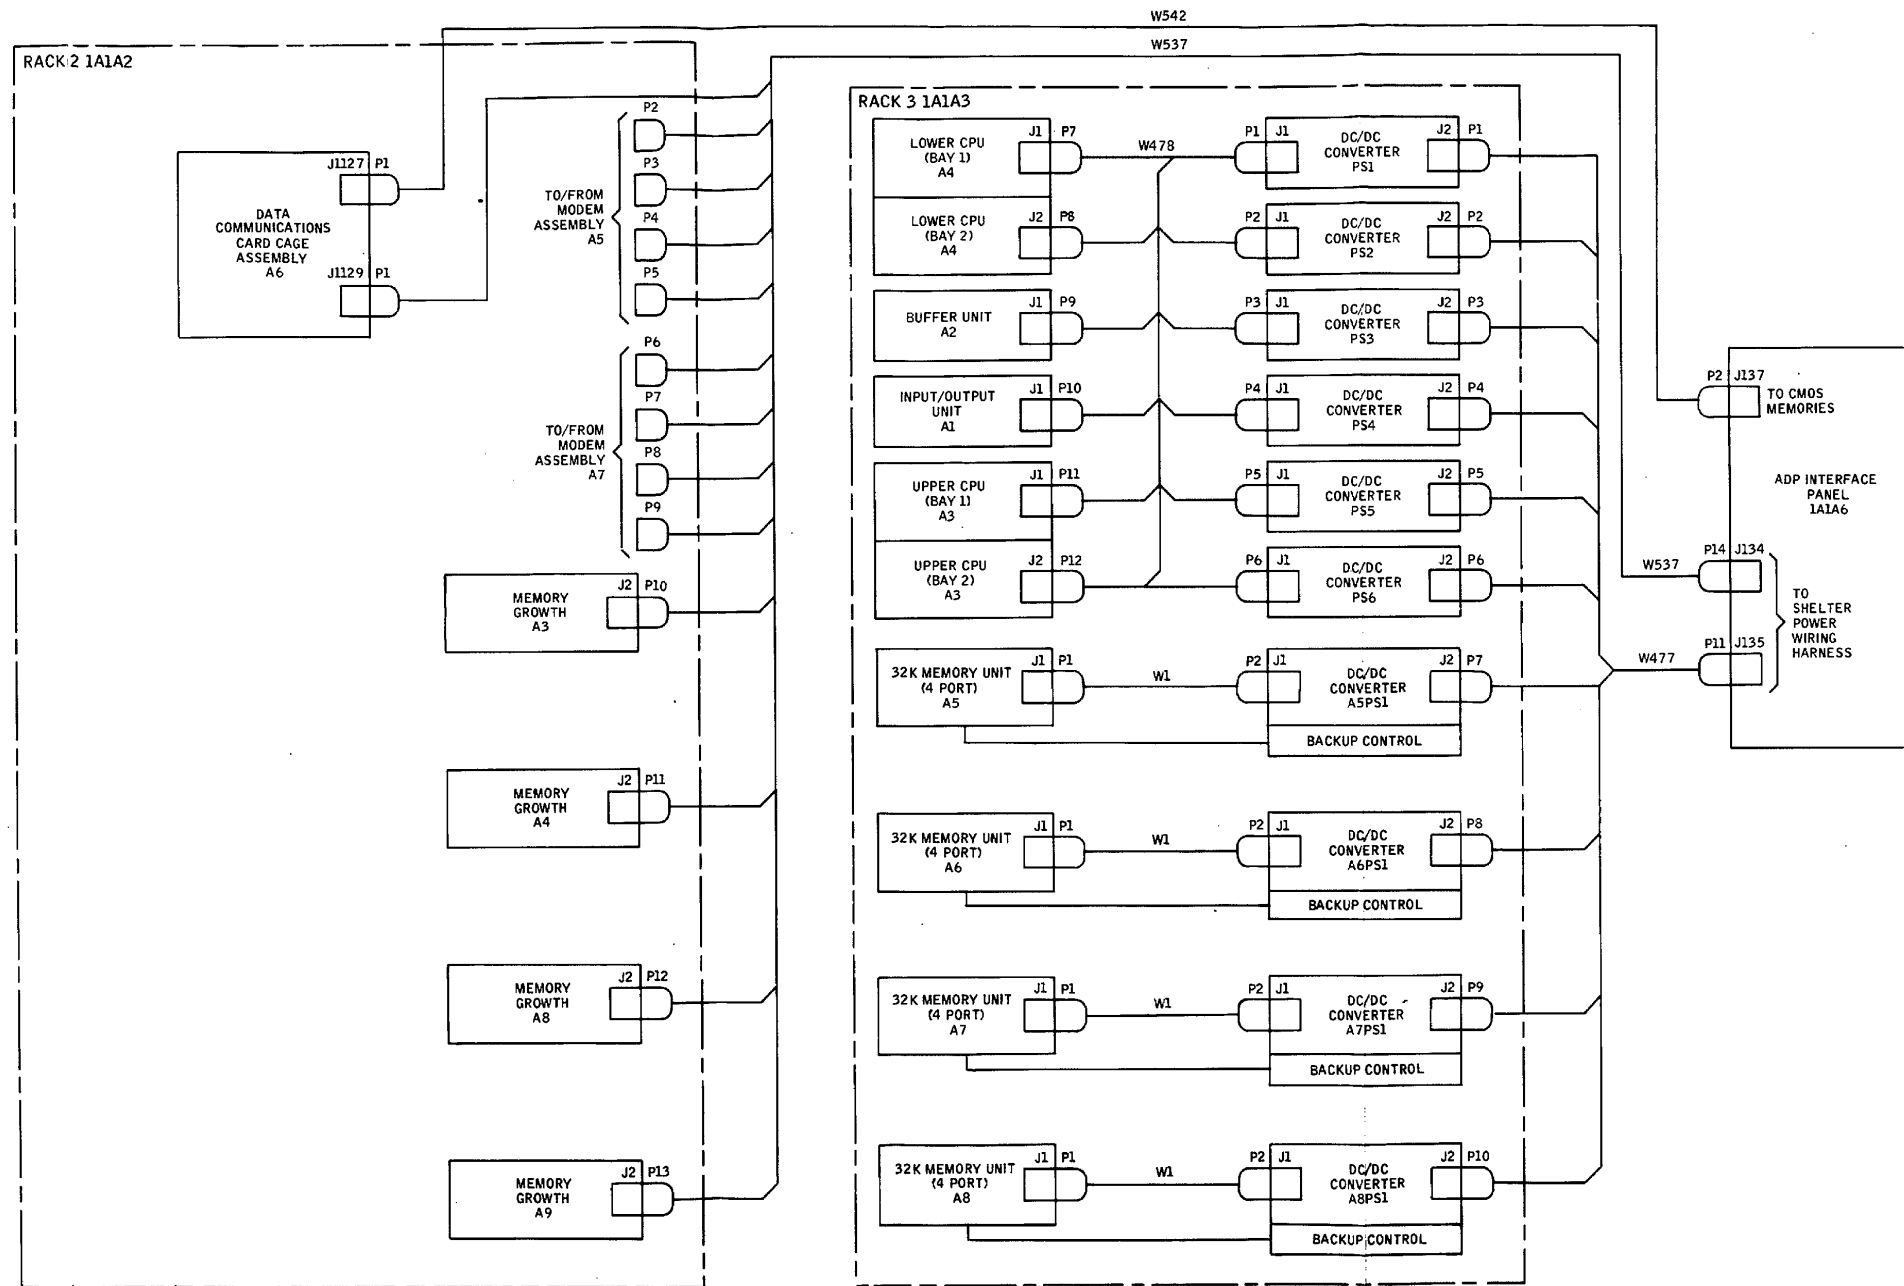 W542
W537
RACK 2 1A1A2
J1127 P1
DATA
COMMUNICATIONS
CARD CAGE
ASSEMBLY
A6
J1129 P1
P2
P3
P4
P5
TO/FROM
MODEM
ASSEMBLY
A5
P6
P7
P8
P9
TO/FROM
MODEM
ASSEMBLY
A7
MEMORY
GROWTH
A3
J2 P10
MEMORY
GROWTH
A4
J2 P11
MEMORY
GROWTH
A8
J2 P12
MEMORY
GROWTH
A9
J2 P13
RACK 3 1A1A3
LOWER CPU
(BAY 1)
A4
J1 P7
W478
P1 J1
DC/DC
CONVERTER
PS1
J2 P1
LOWER CPU
(BAY 2)
A4
J2 P8
P2 J1
DC/DC
CONVERTER
PS2
J2 P2
BUFFER UNIT
A2
J1 P9
P3 J1
DC/DC
CONVERTER
PS3
J2 P3
INPUT/OUTPUT
UNIT
A1
J1 P10
P4 J1
DC/DC
CONVERTER
PS4
J2 P4
UPPER CPU
(BAY 1)
A3
J1 P11
P5 J1
DC/DC
CONVERTER
PS5
J2 P5
UPPER CPU
(BAY 2)
A3
J2 P12
P6 J1
DC/DC
CONVERTER
PS6
J2 P6
32K MEMORY UNIT
(4 PORT)
A5
J1 P1
W1
P2 J1
DC/DC
CONVERTER
A5PS1
J2 P7
BACKUP CONTROL
32K MEMORY UNIT
(4 PORT)
A6
J1 P1
W1
P2 J1
DC/DC
CONVERTER
A6PS1
J2 P8
BACKUP CONTROL
32K MEMORY UNIT
(4 PORT)
A7
J1 P1
W1
P2 J1
DC/DC
CONVERTER
A7PS1
J2 P9
BACKUP CONTROL
32K MEMORY UNIT
(4 PORT)
A8
J1 P1
W1
P2 J1
DC/DC
CONVERTER
A8PS1
J2 P10
BACKUP CONTROL
P2 J137
TO CMOS
MEMORIES
ADP INTERFACE
PANEL
1A1A6
W537
P14 J134
W477
P11 J135
TO
SHELTER
POWER
WIRING
HARNESS